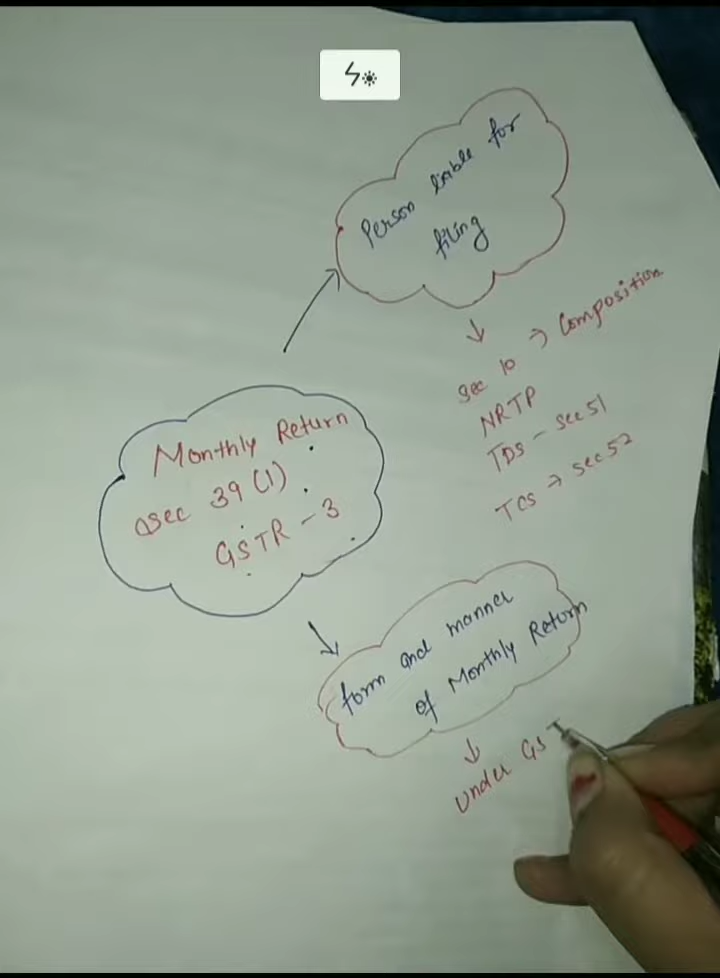 Person liable for
filing
Sec 10 → Composition
NRTP
TDS - Sec 51
TCS → Sec 52
Monthly Return
Sec 39 (1)
GSTR - 3
form and manner
of Monthly Return
Under GST